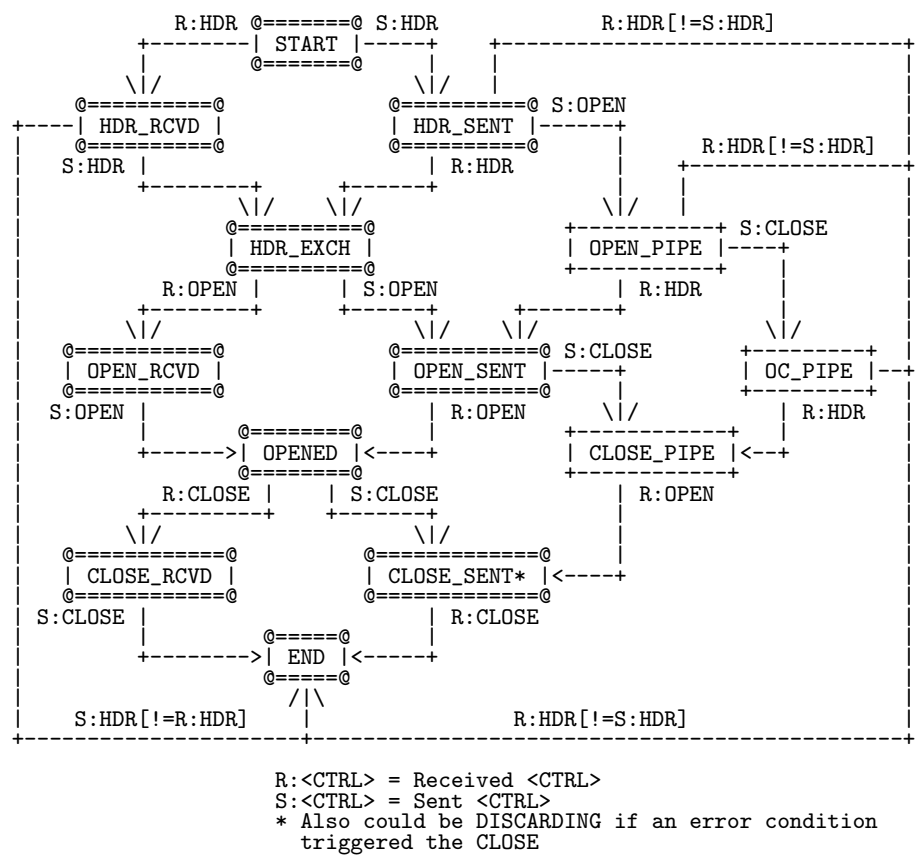 R:HDR @=======@ S:HDR R:HDR[!=S:HDR]
START
@=======@
@==========@ @==========@ S:OPEN
HDR_RCVD HDR_SENT
@==========@ @==========@ R:HDR[!=S:HDR]
S:HDR R:HDR
@==========@ S:CLOSE
HDR_EXCH OPEN_PIPE
@==========@
R:OPEN S:OPEN R:HDR
@===========@ @===========@ S:CLOSE
OPEN_RCVD OPEN_SENT OC_PIPE
@===========@ @===========@
S:OPEN R:OPEN R:HDR
@========@
OPENED CLOSE_PIPE
@========@
R:CLOSE S:CLOSE R:OPEN
@============@ @=============@
CLOSE_RCVD CLOSE_SENT*
@============@ @=============@
S:CLOSE R:CLOSE
@=====@
END
@=====@
S:HDR[!=R:HDR] R:HDR[!=S:HDR]
R:<CTRL> = Received <CTRL>
S:<CTRL> = Sent <CTRL>
* Also could be DISCARDING if an error condition
triggered the CLOSE